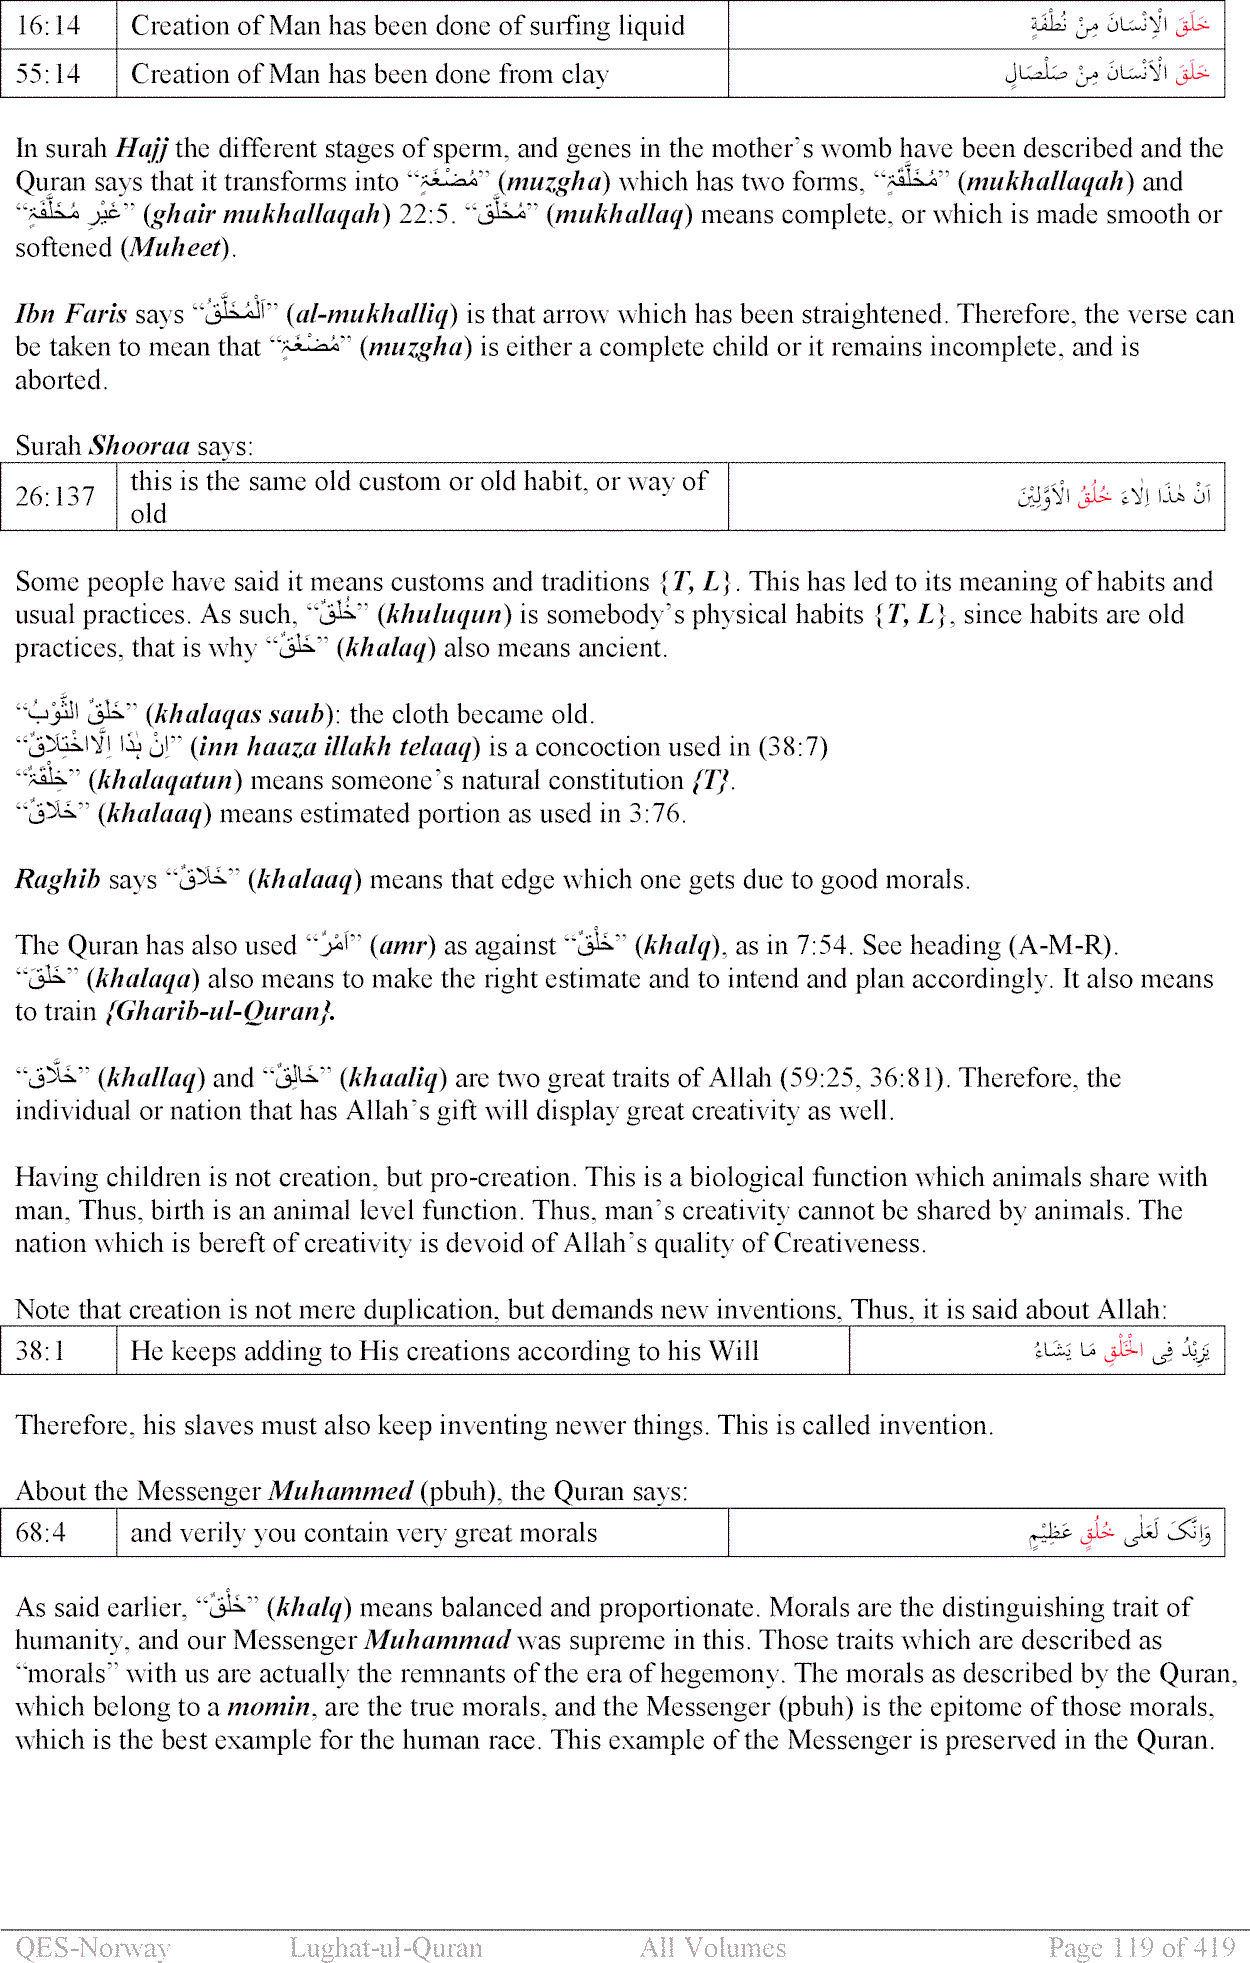 16:14 Creation of Man has been done of surfing liquid خَلَقَ الْاِنْسَانَ مِنْ نُطْفَةٍ
55:14 Creation of Man has been done from clay خَلَقَ الْاَنْسَانَ مِنْ صَلْصَالٍ
In surah Hajj the different stages of sperm, and genes in the mother's womb have been described and the
Quran says that it transforms into “مُضْغَۃٍ” (muzgha) which has two forms, “مُخَلَّقَۃٍ” (mukhallaqah) and
“غَیْرِ مُخَلَّقَۃٍ” (ghair mukhallaqah) 22:5. “مُخَلَّق” (mukhallaq) means complete, or which is made smooth or
softened (Muheet).
Ibn Faris says “اَلْمُخَلَّقُ” (al-mukhalliq) is that arrow which has been straightened. Therefore, the verse can
be taken to mean that “مُضْغَۃٍ” (muzgha) is either a complete child or it remains incomplete, and is
aborted.
Surah Shooraa says:
26:137 this is the same old custom or old habit, or way of
old اَنْ هٰذَا اِلاءَ خُلُقُ الْاَوَّلِيْنَ
Some people have said it means customs and traditions {T, L}. This has led to its meaning of habits and
usual practices. As such, “خُلَقٌ” (khuluqun) is somebody's physical habits {T, L}, since habits are old
practices, that is why “خَلَقٌ” (khalaq) also means ancient.
“خَلَقٌ الثَّوْبُ” (khalaqas saub): the cloth became old.
“اِنْ ہٰذَا اِلَّااخْتِلَاقٌ” (inn haaza illakh telaaq) is a concoction used in (38:7)
“خِلْقَۃٌ” (khalaqatun) means someone's natural constitution {T}.
“خَلَاقٌ” (khalaaq) means estimated portion as used in 3:76.
Raghib says “خَلَاقٌ” (khalaaq) means that edge which one gets due to good morals.
The Quran has also used “اَمْرٌ” (amr) as against “خَلْقٌ” (khalq), as in 7:54. See heading (A-M-R).
“خَلَقَ” (khalaqa) also means to make the right estimate and to intend and plan accordingly. It also means
to train {Gharib-ul-Quran}.
“خَلَّاق” (khallaq) and “خَالِقٌ” (khaaliq) are two great traits of Allah (59:25, 36:81). Therefore, the
individual or nation that has Allah's gift will display great creativity as well.
Having children is not creation, but pro-creation. This is a biological function which animals share with
man, Thus, birth is an animal level function. Thus, man's creativity cannot be shared by animals. The
nation which is bereft of creativity is devoid of Allah's quality of Creativeness.
Note that creation is not mere duplication, but demands new inventions, Thus, it is said about Allah:
38:1 He keeps adding to His creations according to his Will يَزِيْدُ فِى الْخَلْقِ مَا يَشَاءُ
Therefore, his slaves must also keep inventing newer things. This is called invention.
About the Messenger Muhammed (pbuh), the Quran says:
68:4 and verily you contain very great morals وَاِنَّکَ لَعَلٰى خُلُقٍ عَظِيْمٍ
As said earlier, “خَلْقٌ” (khalq) means balanced and proportionate. Morals are the distinguishing trait of
humanity, and our Messenger Muhammad was supreme in this. Those traits which are described as
“morals” with us are actually the remnants of the era of hegemony. The morals as described by the Quran,
which belong to a momin, are the true morals, and the Messenger (pbuh) is the epitome of those morals,
which is the best example for the human race. This example of the Messenger is preserved in the Quran.
QES-Norway Lughat-ul-Quran All Volumes Page 119 of 419